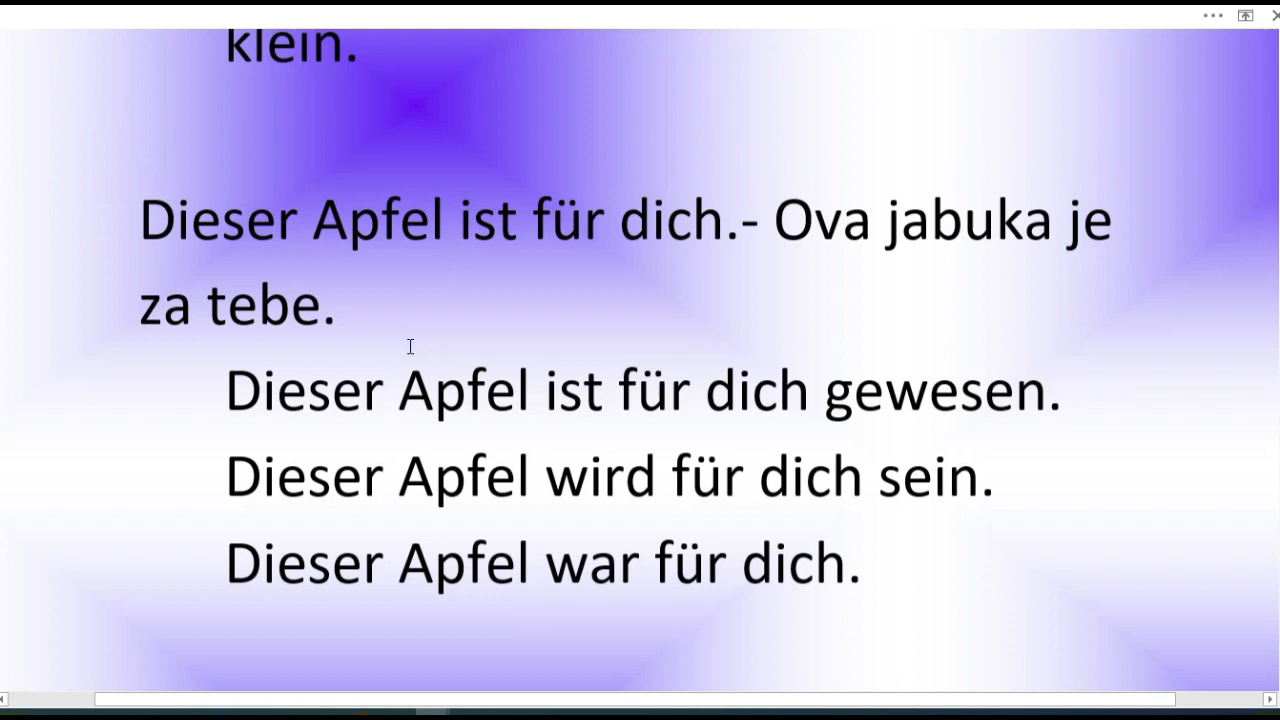 klein.
Dieser Apfel ist für dich.- Ova jabuka je
za tebe.
Dieser Apfel ist für dich gewesen.
Dieser Apfel wird für dich sein.
Dieser Apfel war für dich.